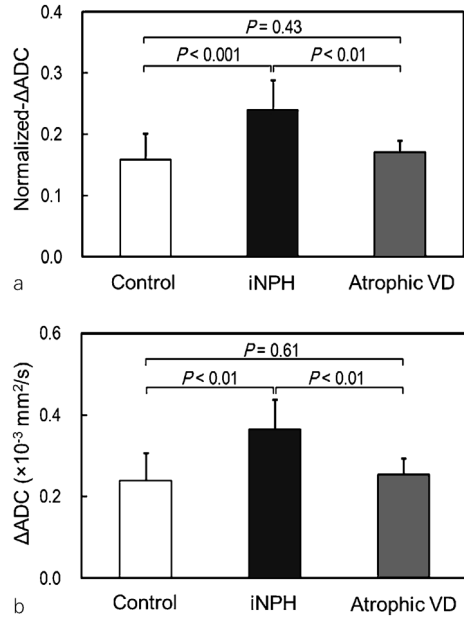 0.4
P = 0.43
P < 0.001
P < 0.01
0.3
0.2
0.1
0.0
Normalized-ΔADC
Control
iNPH
Atrophic VD
a
0.6
P = 0.61
P < 0.01
P < 0.01
0.4
0.2
0.0
ΔADC (×10⁻³ mm²/s)
Control
iNPH
Atrophic VD
b